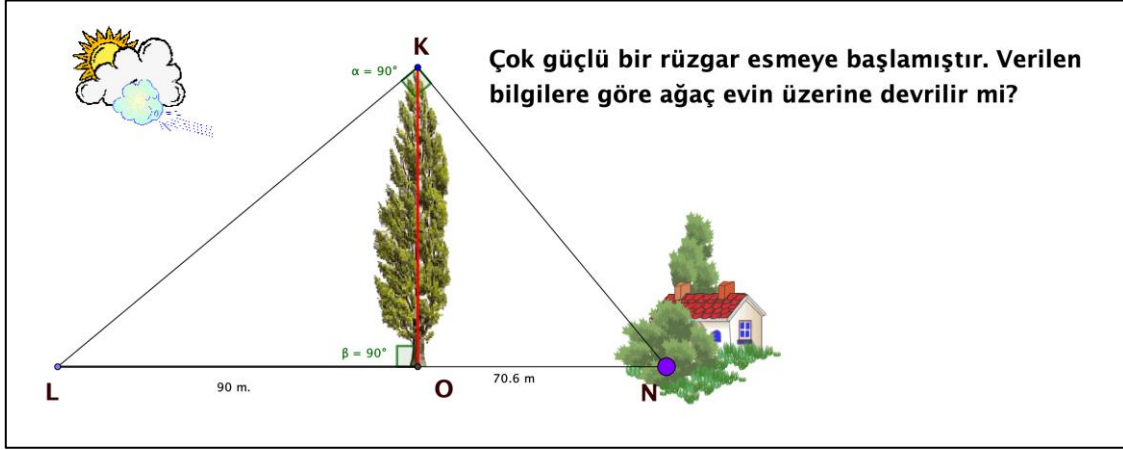 K
α = 90°
Çok güçlü bir rüzgar esmeye başlamıştır. Verilen
bilgilere göre ağaç evin üzerine devrilir mi?
β = 90°
L
90 m.
O
70.6 m
N